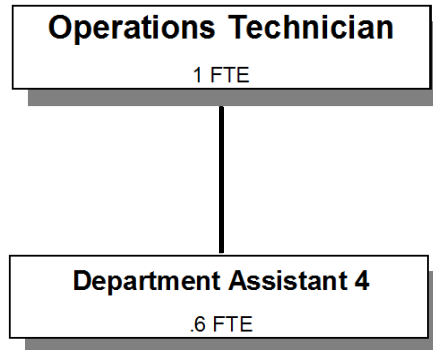 Operations Technician
1 FTE
Department Assistant 4
.6 FTE